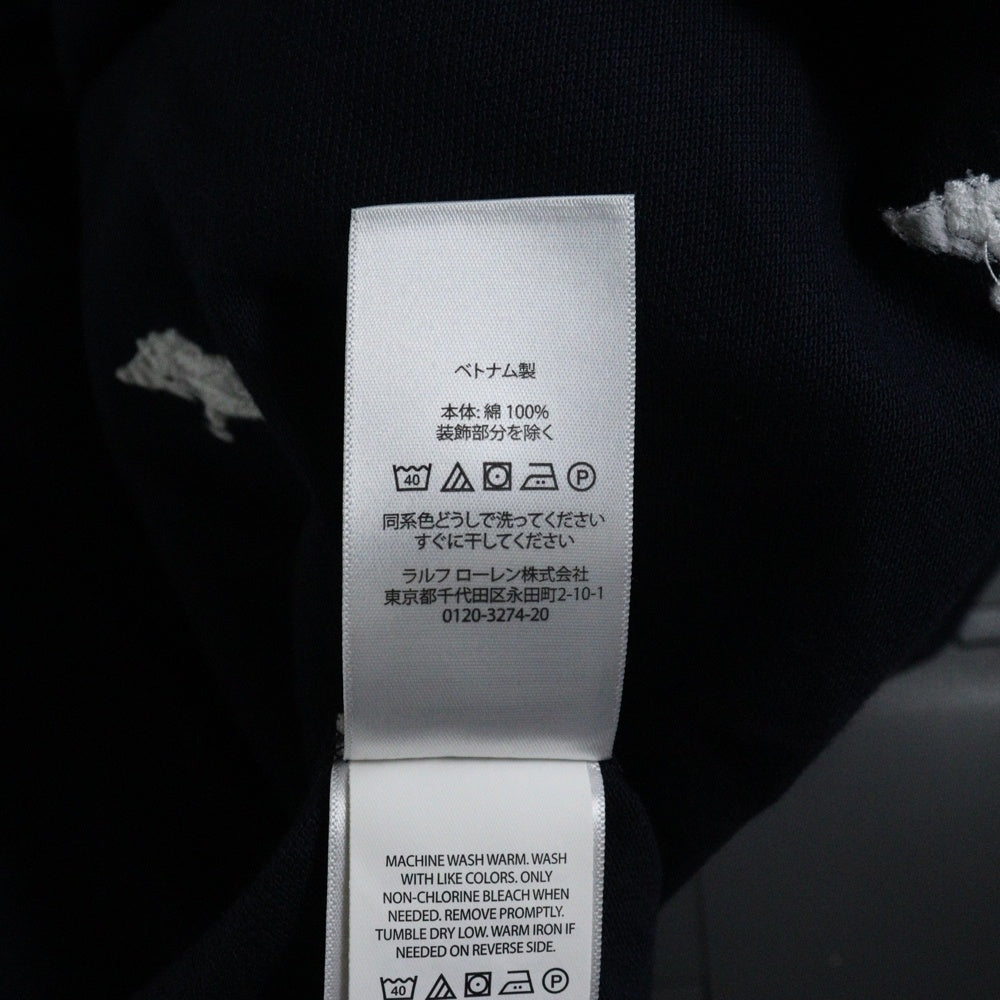 ベトナム製
本体: 綿 100%
装飾部分を除く
40 P
同系色どうしで洗ってください
すぐに干してください
ラルフ ローレン株式会社
東京都千代田区永田町2-10-1
0120-3274-20
MACHINE WASH WARM. WASH
WITH LIKE COLORS. ONLY
NON-CHLORINE BLEACH WHEN
NEEDED. REMOVE PROMPTLY.
TUMBLE DRY LOW. WARM IRON IF
NEEDED ON REVERSE SIDE.
40 P